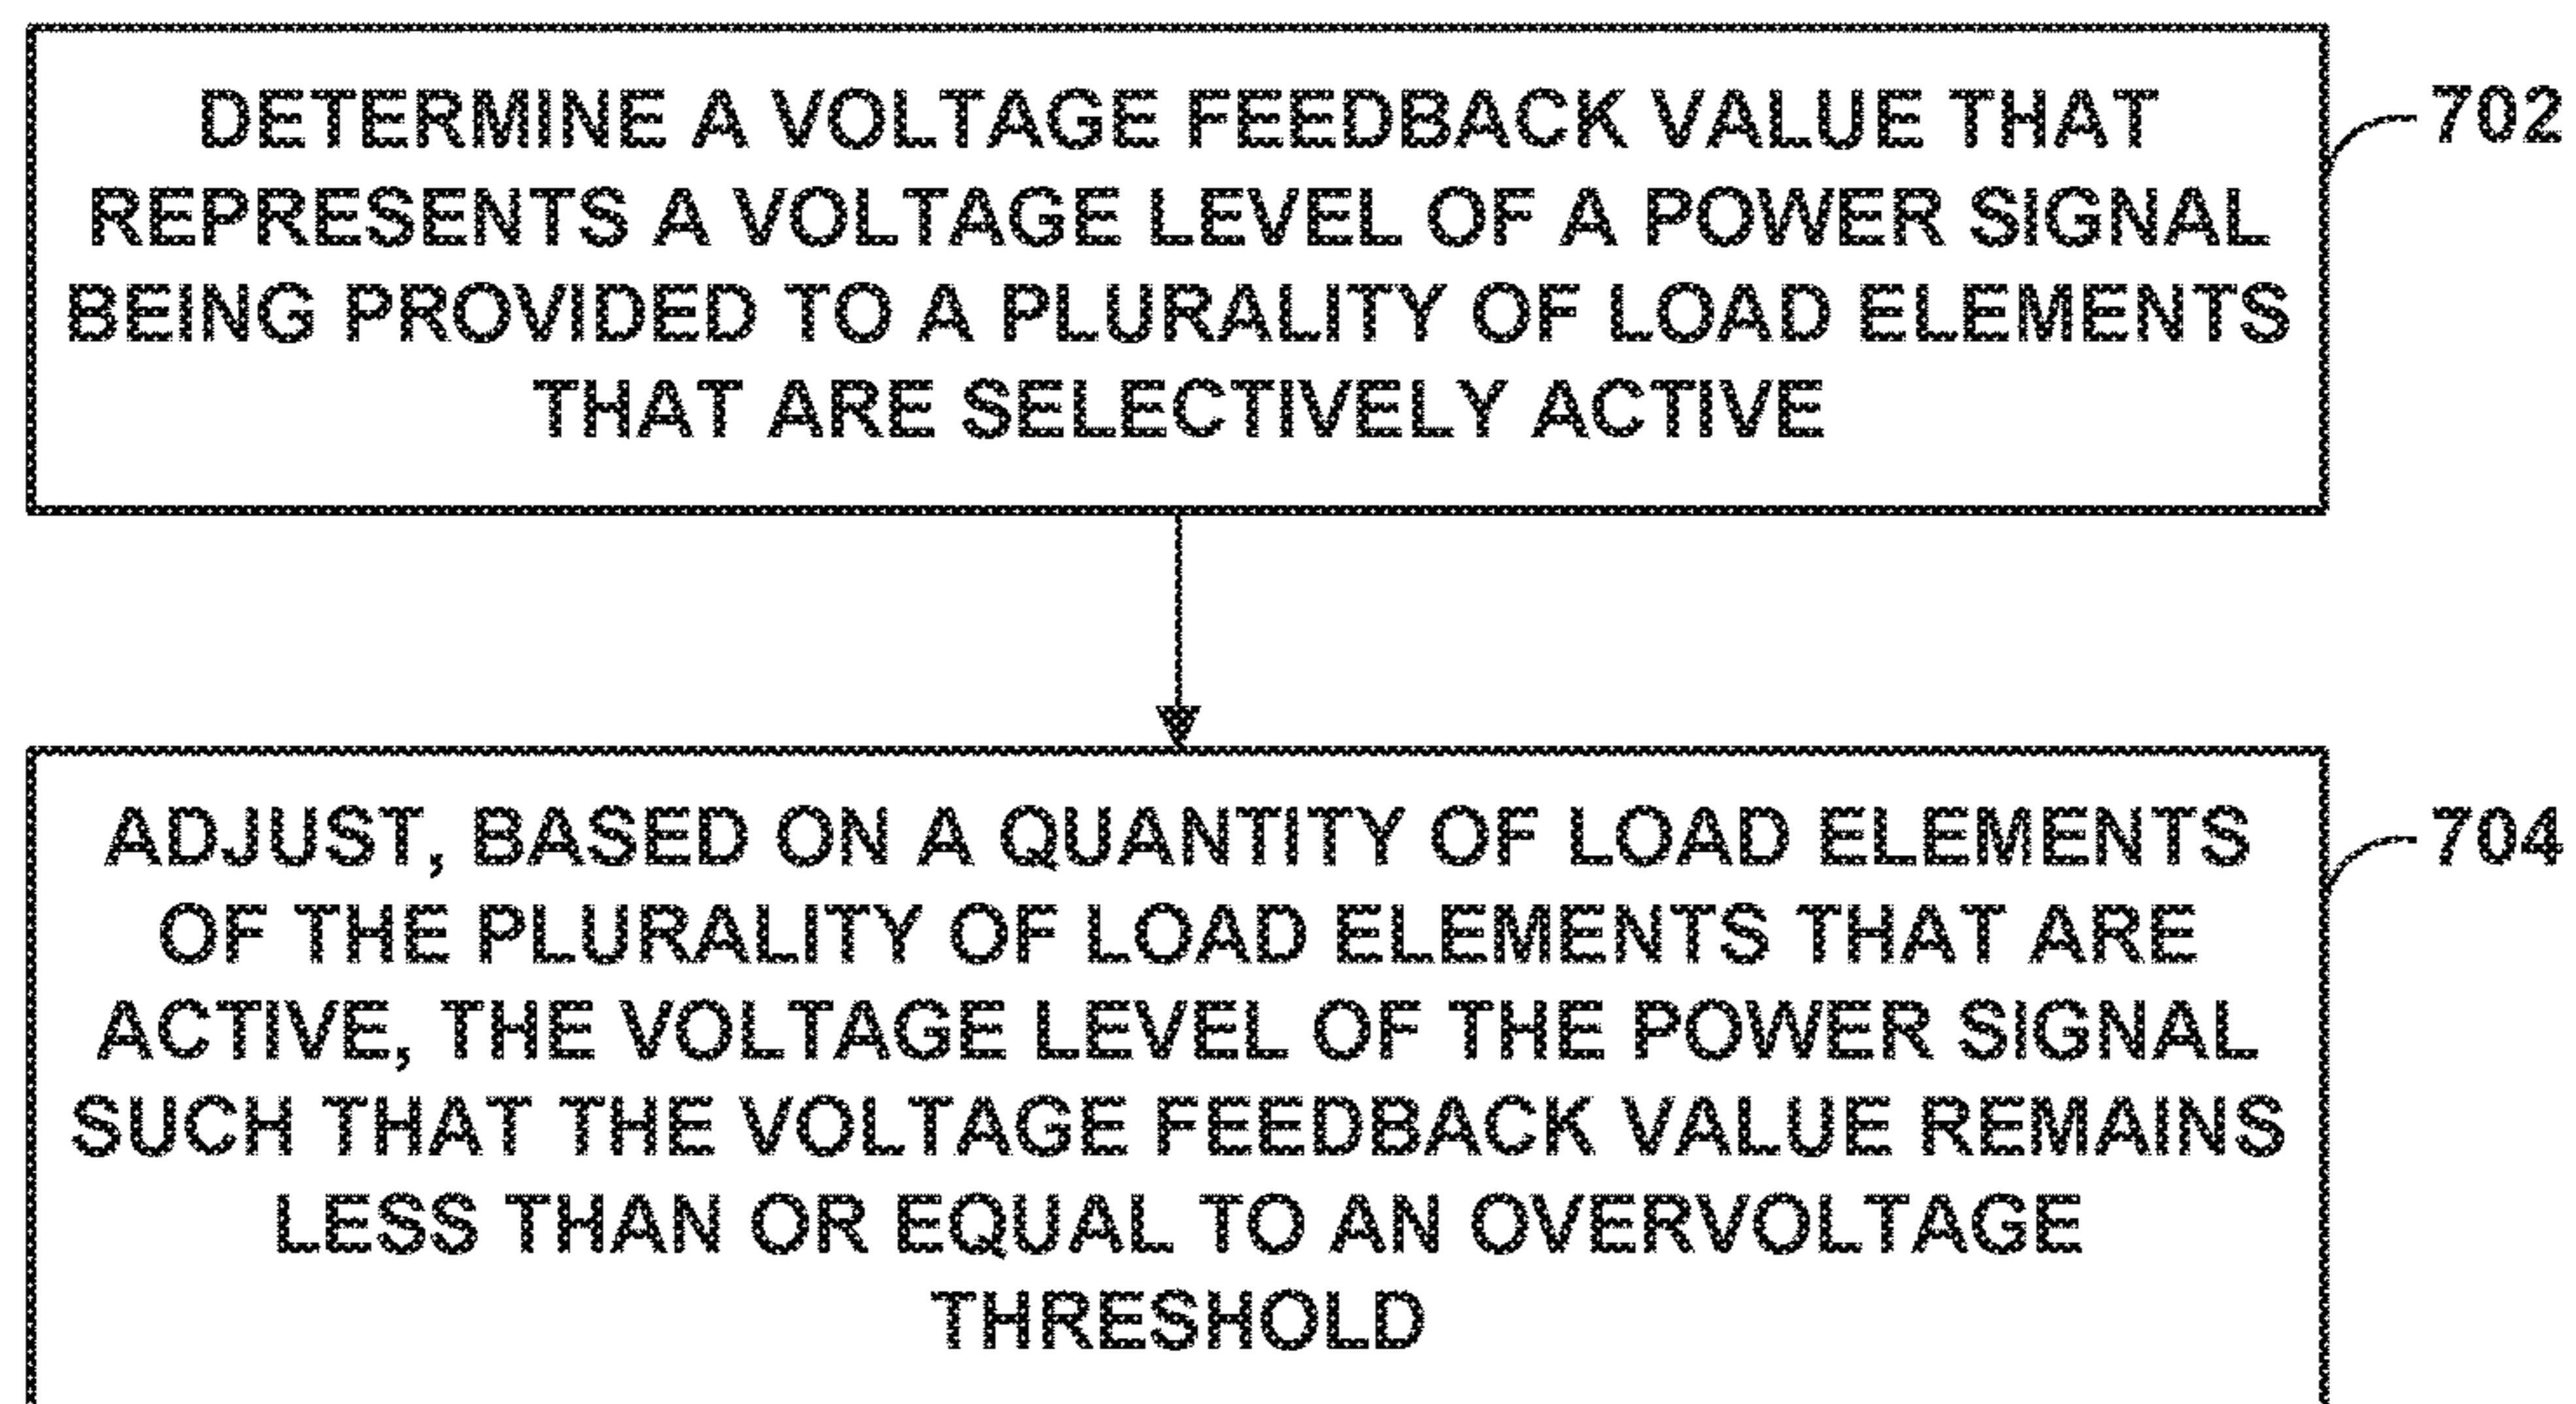 DETERMINE A VOLTAGE FEEDBACK VALUE THAT
REPRESENTS A VOLTAGE LEVEL OF A POWER SIGNAL
BEING PROVIDED TO A PLURALITY OF LOAD ELEMENTS
THAT ARE SELECTIVELY ACTIVE
702
ADJUST, BASED ON A QUANTITY OF LOAD ELEMENTS
OF THE PLURALITY OF LOAD ELEMENTS THAT ARE
ACTIVE, THE VOLTAGE LEVEL OF THE POWER SIGNAL
SUCH THAT THE VOLTAGE FEEDBACK VALUE REMAINS
LESS THAN OR EQUAL TO AN OVERVOLTAGE
THRESHOLD
704